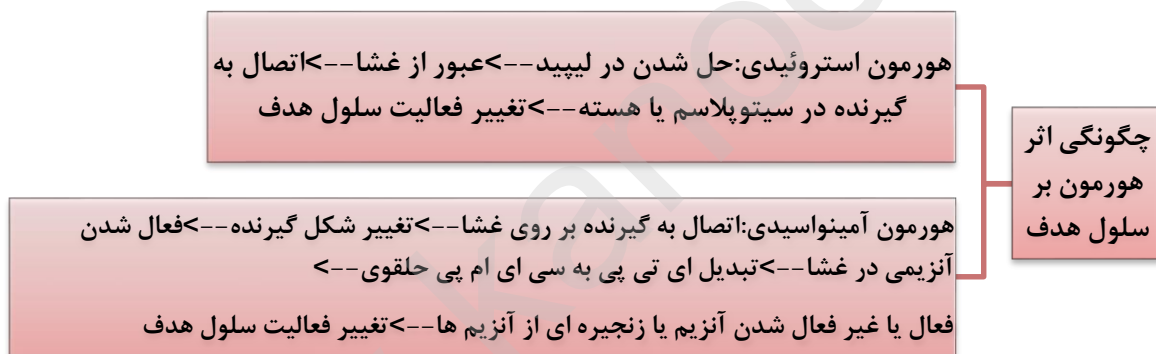 هورمون استروئیدی:حل شدن در لیپید-->عبور از غشا-->اتصال به
گیرنده در سیتوپلاسم یا هسته-->تغییر فعالیت سلول هدف
چگونگی اثر
هورمون بر
سلول هدف
هورمون آمینواسیدی:اتصال به گیرنده بر روی غشا-->تغییر شکل گیرنده-->فعال شدن
آنزیمی در غشا-->تبدیل ای تی پی به سی ای ام پی حلقوی-->
فعال یا غیر فعال شدن آنزیم یا زنجیره ای از آنزیم ها-->تغییر فعالیت سلول هدف